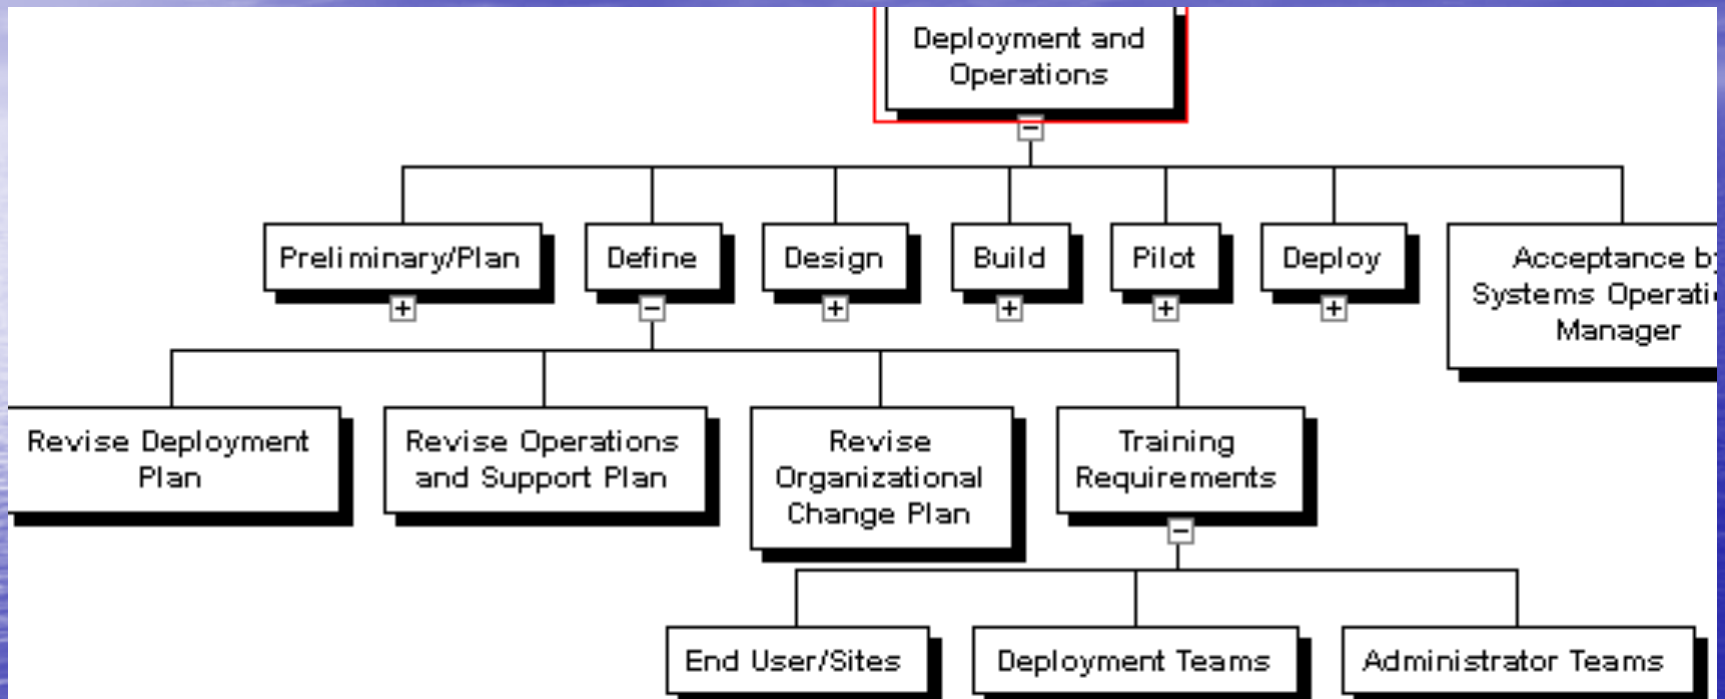 Deployment and
Operations
Preliminary/Plan
Define
Design
Build
Pilot
Deploy
Acceptance
Systems
Manager
Revise Deployment
Plan
Revise Operations
and Support Plan
Revise
Organizational
Change Plan
Training
Requirements
End User/Sites
Deployment Teams
Administrator Teams